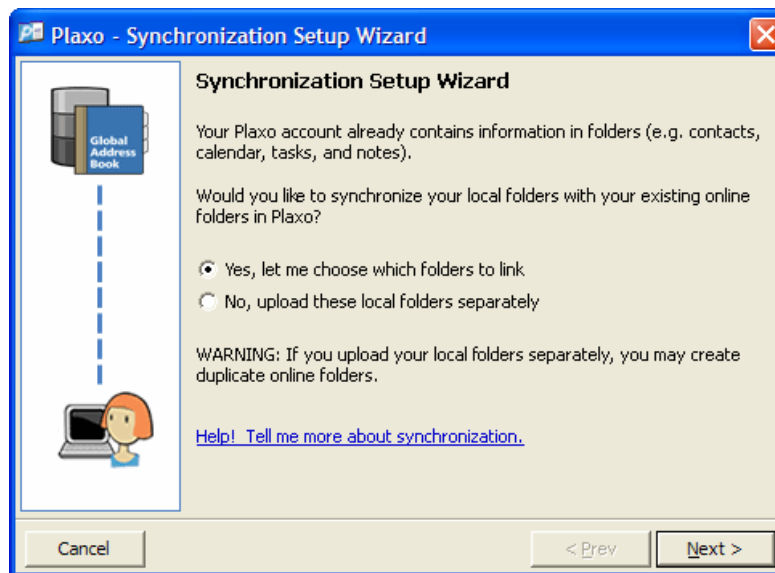 Plaxo - Synchronization Setup Wizard
Synchronization Setup Wizard
Global
Address
Book
Your Plaxo account already contains information in folders (e.g. contacts,
calendar, tasks, and notes).
Would you like to synchronize your local folders with your existing online
folders in Plaxo?
Yes, let me choose which folders to link
No, upload these local folders separately
WARNING: If you upload your local folders separately, you may create
duplicate online folders.
Help! Tell me more about synchronization.
Cancel
< Prev
Next >